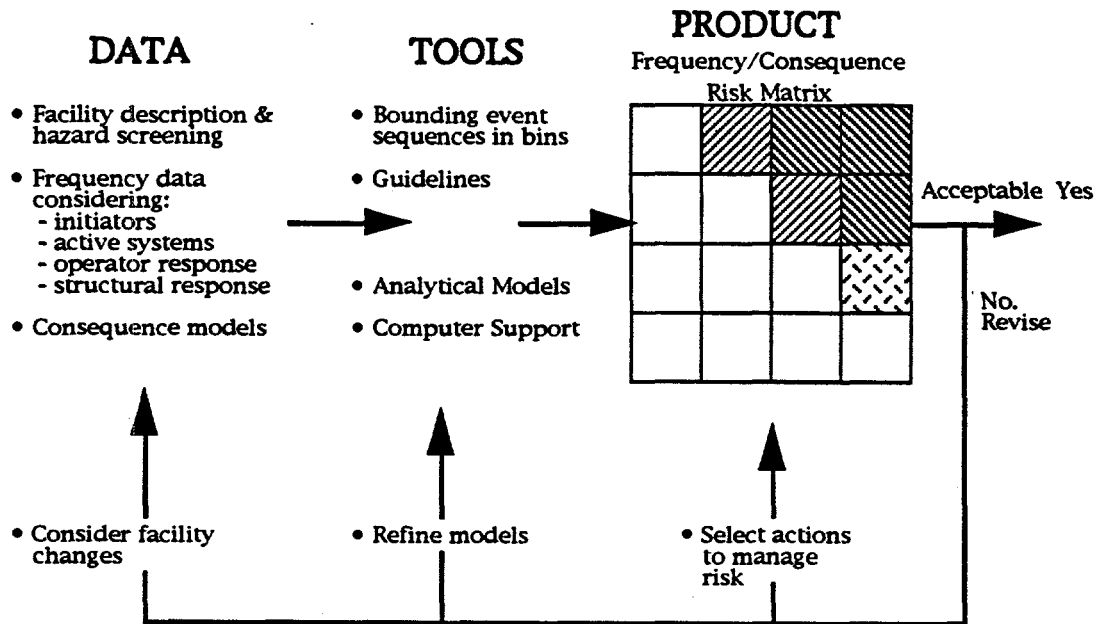 DATA
• Facility description &
hazard screening
• Frequency data
considering:
- initiators
- active systems
- operator response
- structural response
• Consequence models
TOOLS
• Bounding event
sequences in bins
• Guidelines
• Analytical Models
• Computer Support
PRODUCT
Frequency/Consequence
Risk Matrix
Acceptable Yes
No.
Revise
• Consider facility
changes
• Refine models
• Select actions
to manage
risk